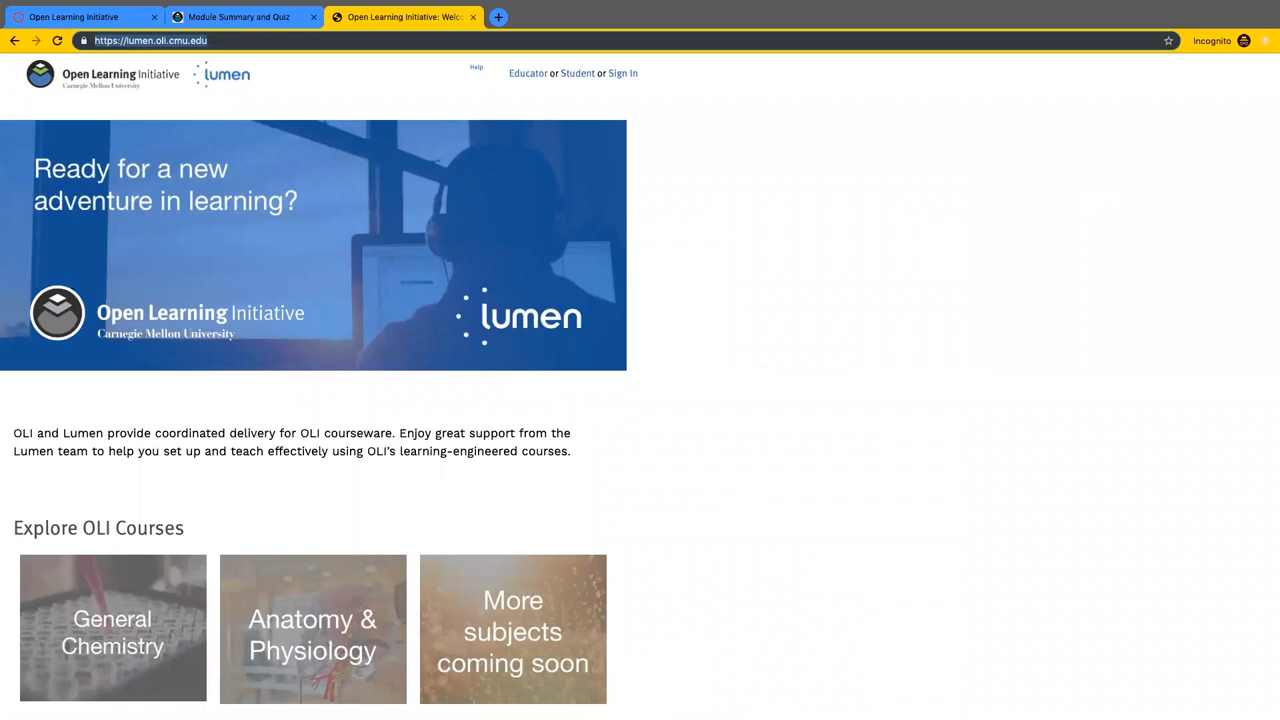 Open Learning Initiative
Module Summary and Quiz
Open Learning Initiative: Welc
https://lumen.oli.cmu.edu
Incognito
Open Learning Initiative
Carnegie Mellon University
lumen
Help
Educator or Student or Sign In
Ready for a new
adventure in learning?
Open Learning Initiative
Carnegie Mellon University
lumen
OLI and Lumen provide coordinated delivery for OLI courseware. Enjoy great support from the
Lumen team to help you set up and teach effectively using OLI’s learning-engineered courses.
Explore OLI Courses
General
Chemistry
Anatomy &
Physiology
More
subjects
coming soon